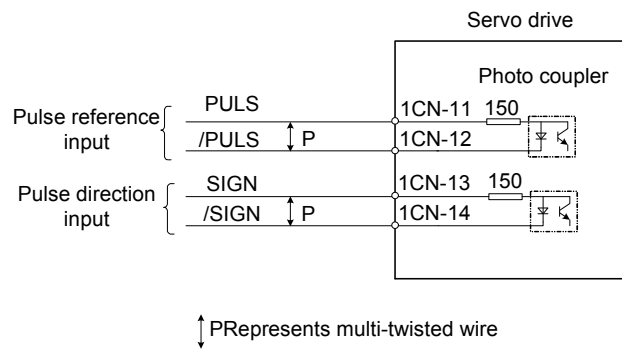 Servo drive
Photo coupler
Pulse reference
input
PULS
/PULS
P
1CN-11
150
1CN-12
Pulse direction
input
SIGN
/SIGN
P
1CN-13
150
1CN-14
PRepresents multi-twisted wire